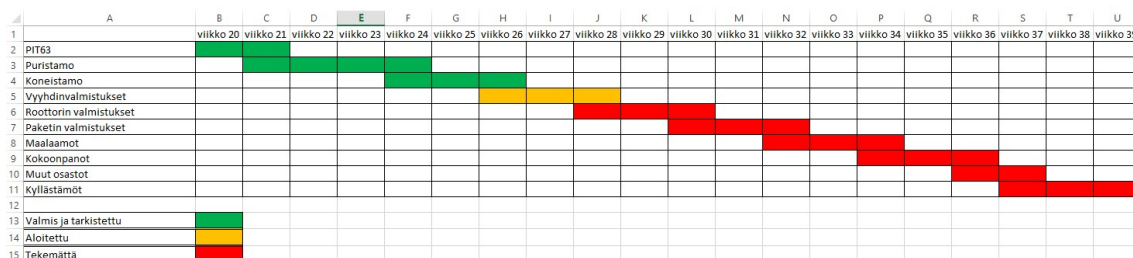 A B C D E F G H I J K L M N O P Q R S T U
1 viikko 20 viikko 21 viikko 22 viikko 23 viikko 24 viikko 25 viikko 26 viikko 27 viikko 28 viikko 29 viikko 30 viikko 31 viikko 32 viikko 33 viikko 34 viikko 35 viikko 36 viikko 37 viikko 38 viikko 39
2 PIT63
3 Puristamo
4 Koneistamo
5 Vyyhdinvalmistukset
6 Roottorin valmistukset
7 Paketin valmistukset
8 Maalaamot
9 Kokoonpanot
10 Muut osastot
11 Kyllästämöt
12
13 Valmis ja tarkistettu
14 Aloitettu
15 Tekemättä